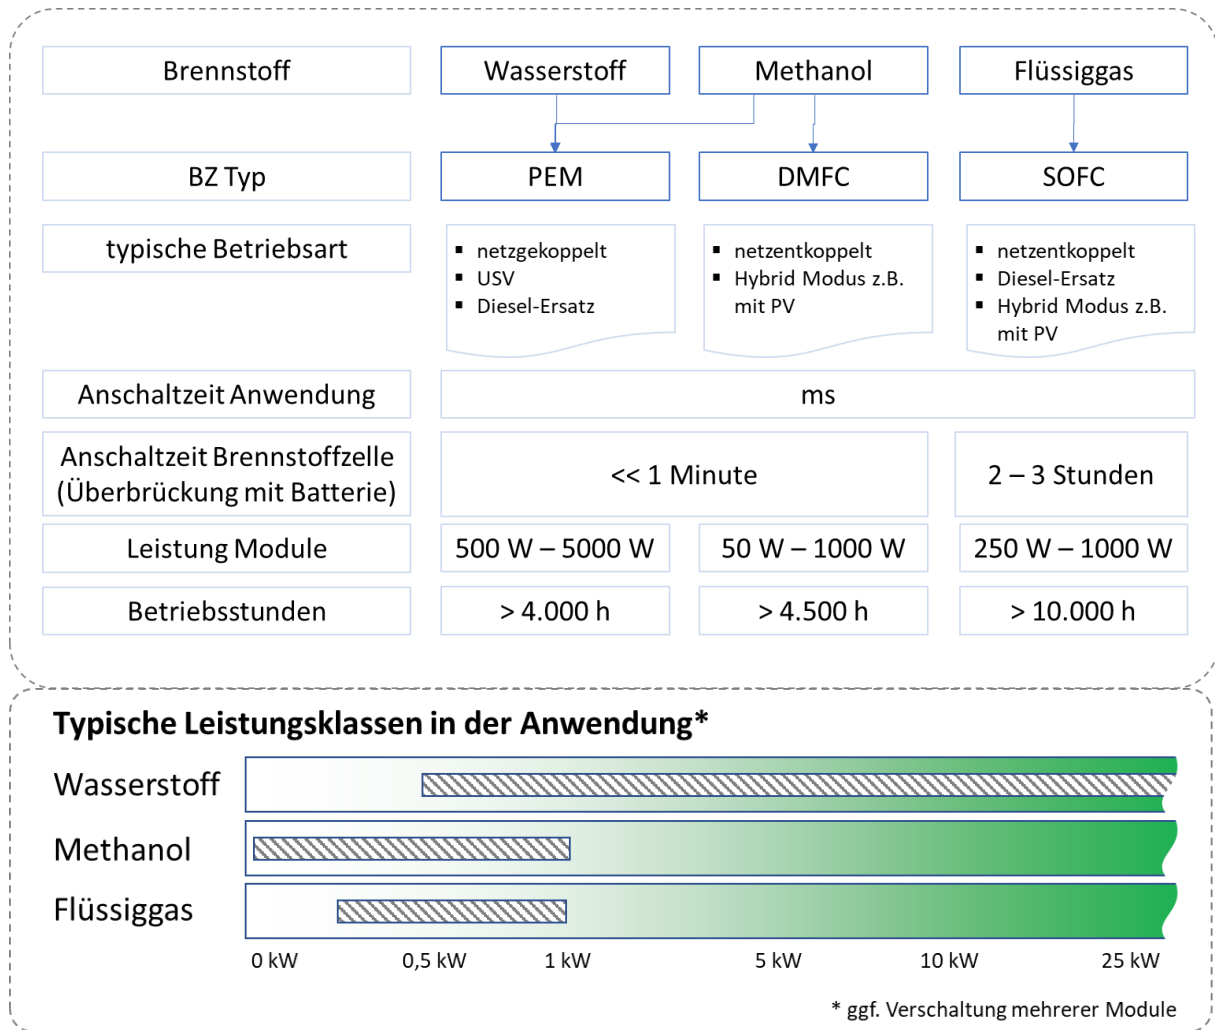 Brennstoff
Wasserstoff
Methanol
Flüssiggas
BZ Typ
PEM
DMFC
SOFC
typische Betriebsart
▪ netzgekoppelt
▪ USV
▪ Diesel-Ersatz
▪ netzentkoppelt
▪ Hybrid Modus z.B.
mit PV
▪ netzentkoppelt
▪ Diesel-Ersatz
▪ Hybrid Modus z.B.
mit PV
Anschaltzeit Anwendung
ms
Anschaltzeit Brennstoffzelle
(Überbrückung mit Batterie)
<< 1 Minute
2 – 3 Stunden
Leistung Module
500 W – 5000 W
50 W – 1000 W
250 W – 1000 W
Betriebsstunden
> 4.000 h
> 4.500 h
> 10.000 h
Typische Leistungsklassen in der Anwendung*
Wasserstoff
Methanol
Flüssiggas
0 kW
0,5 kW
1 kW
5 kW
10 kW
25 kW
* ggf. Verschaltung mehrerer Module